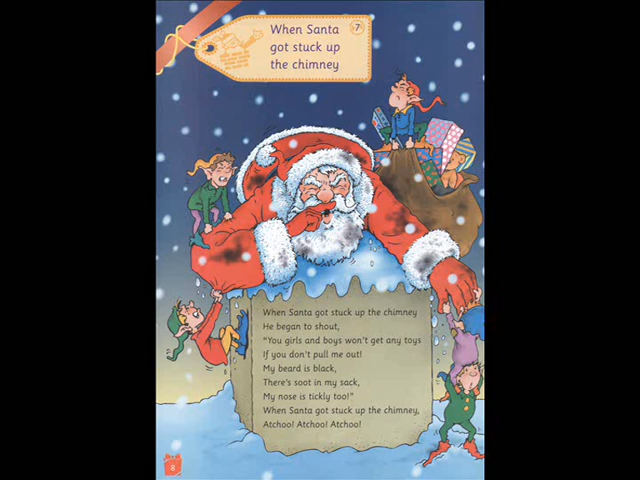 When Santa
got stuck up
the chimney
7
When Santa got stuck up the chimney
He began to shout,
"You girls and boys won't get any toys
If you don't pull me out!
My beard is black,
There's soot in my sack,
My nose is tickly too!"
When Santa got stuck up the chimney,
Atchoo! Atchoo! Atchoo!
8